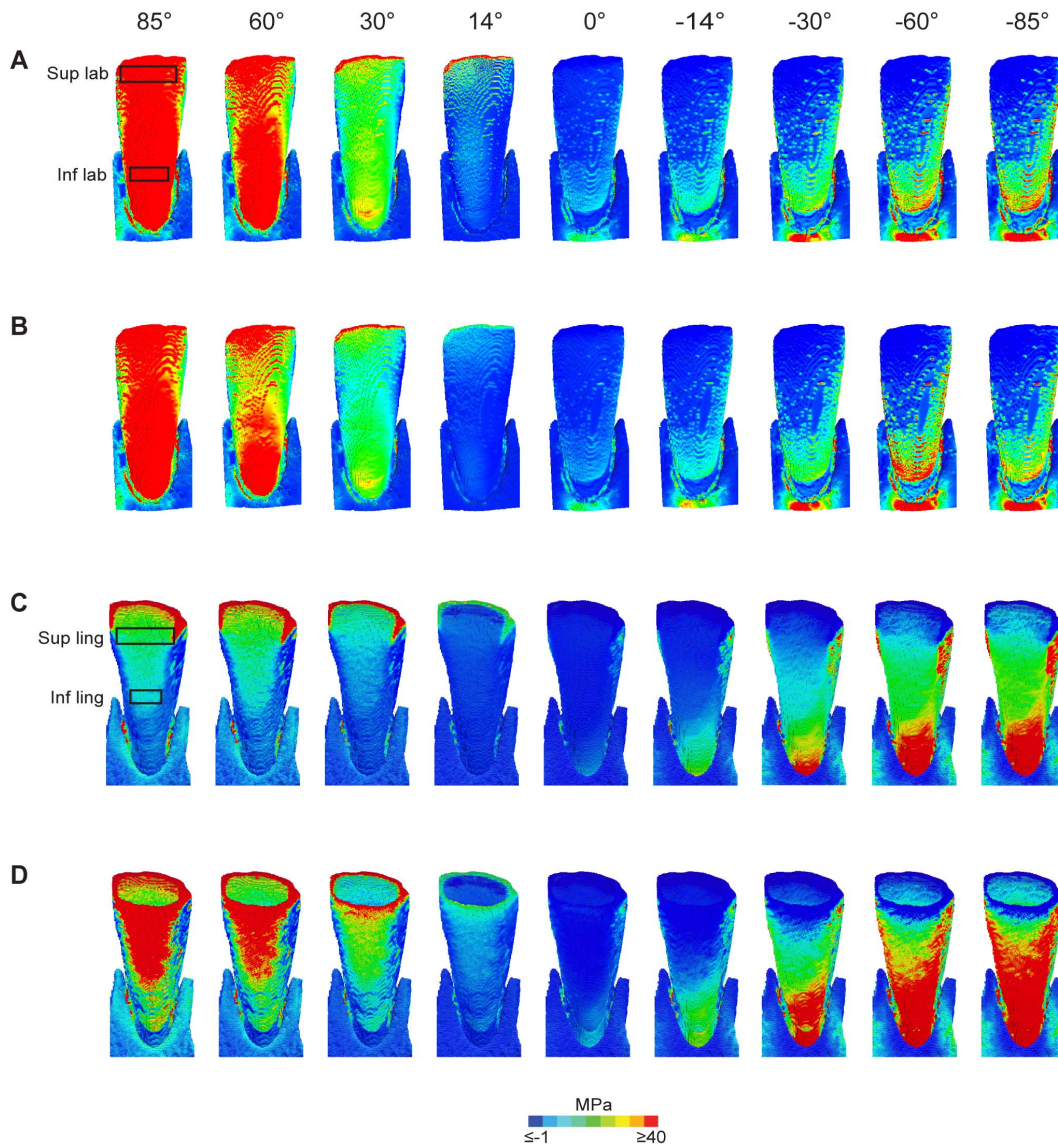 85° 60° 30° 14° 0° -14° -30° -60° -85°
A
Sup lab
Inf lab
B
C
Sup ling
Inf ling
D
MPa
≤-1 ≥40